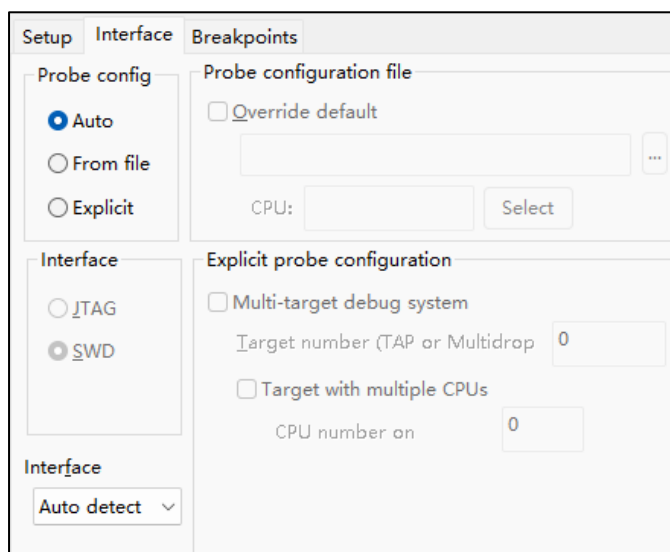 Setup Interface Breakpoints
Probe config
Auto
From file
Explicit
Probe configuration file
Override default
...
CPU: Select
Interface
JTAG
SWD
Explicit probe configuration
Multi-target debug system
Target number (TAP or Multidrop 0
Target with multiple CPUs
CPU number on 0
Interface
Auto detect